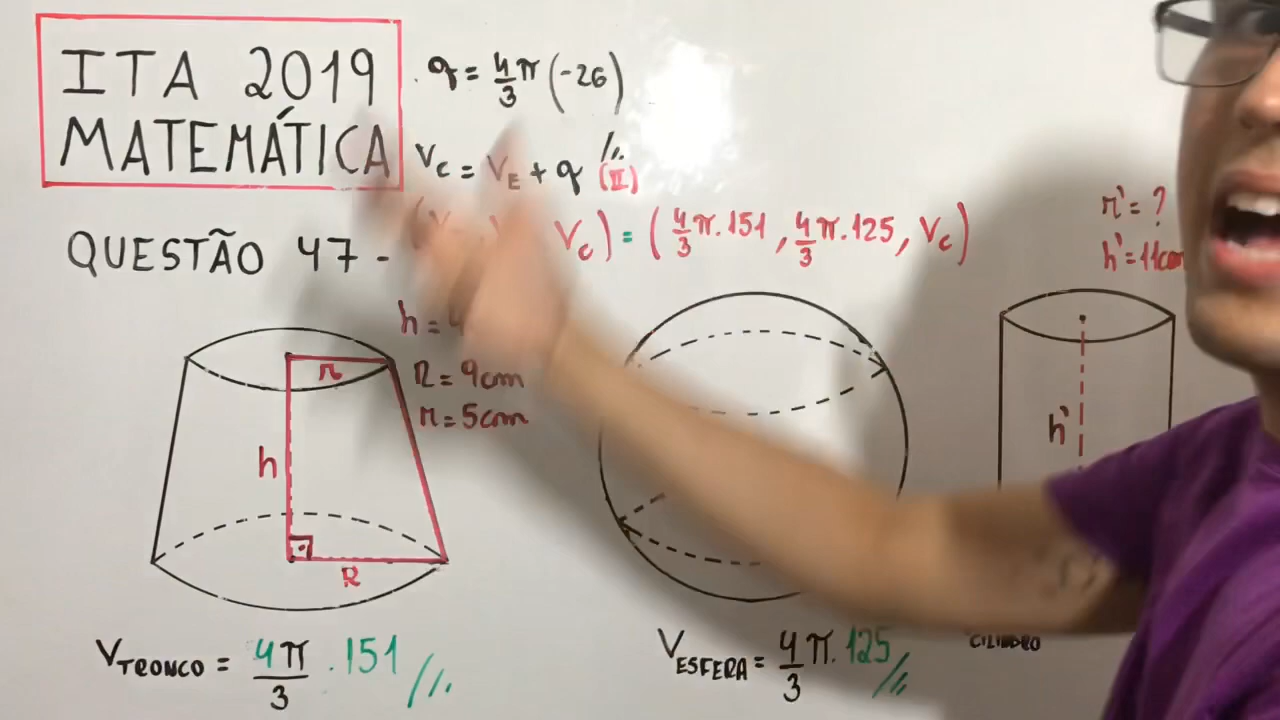 ITA 2019
MATEMÁTICA
q = 4/3 π (-26)
Vc = VE + q (II)
Vc) = (4/3 π.151, 4/3 π.125, Vc)
QUESTÃO 47 -
r' = ?
h' = 11cm
h = 4
R = 9cm
r = 5cm
r
h
R
h'
VTRONCO = 4π/3 .151 //.
VESFERA = 4/3 π.125 //.
CILINDRO